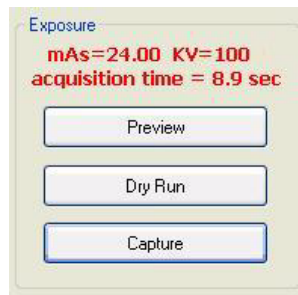 Exposure
mAs=24.00 KV=100
acquisition time = 8.9 sec
Preview
Dry Run
Capture